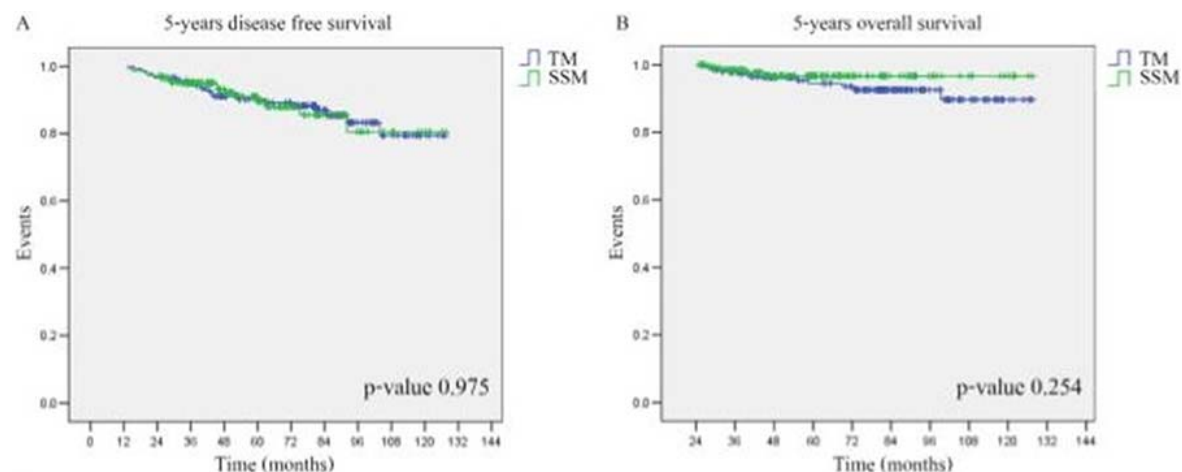 A
5-years disease free survival
TM
SSM
1.0
0.8
0.6
0.4
0.2
0.0
Events
p-value 0.975
0 12 24 36 48 60 72 84 96 108 120 132 144
Time (months)
B
5-years overall survival
TM
SSM
1.0
0.8
0.6
0.4
0.2
0.0
Events
p-value 0.254
24 36 48 60 72 84 96 108 120 132 144
Time (months)